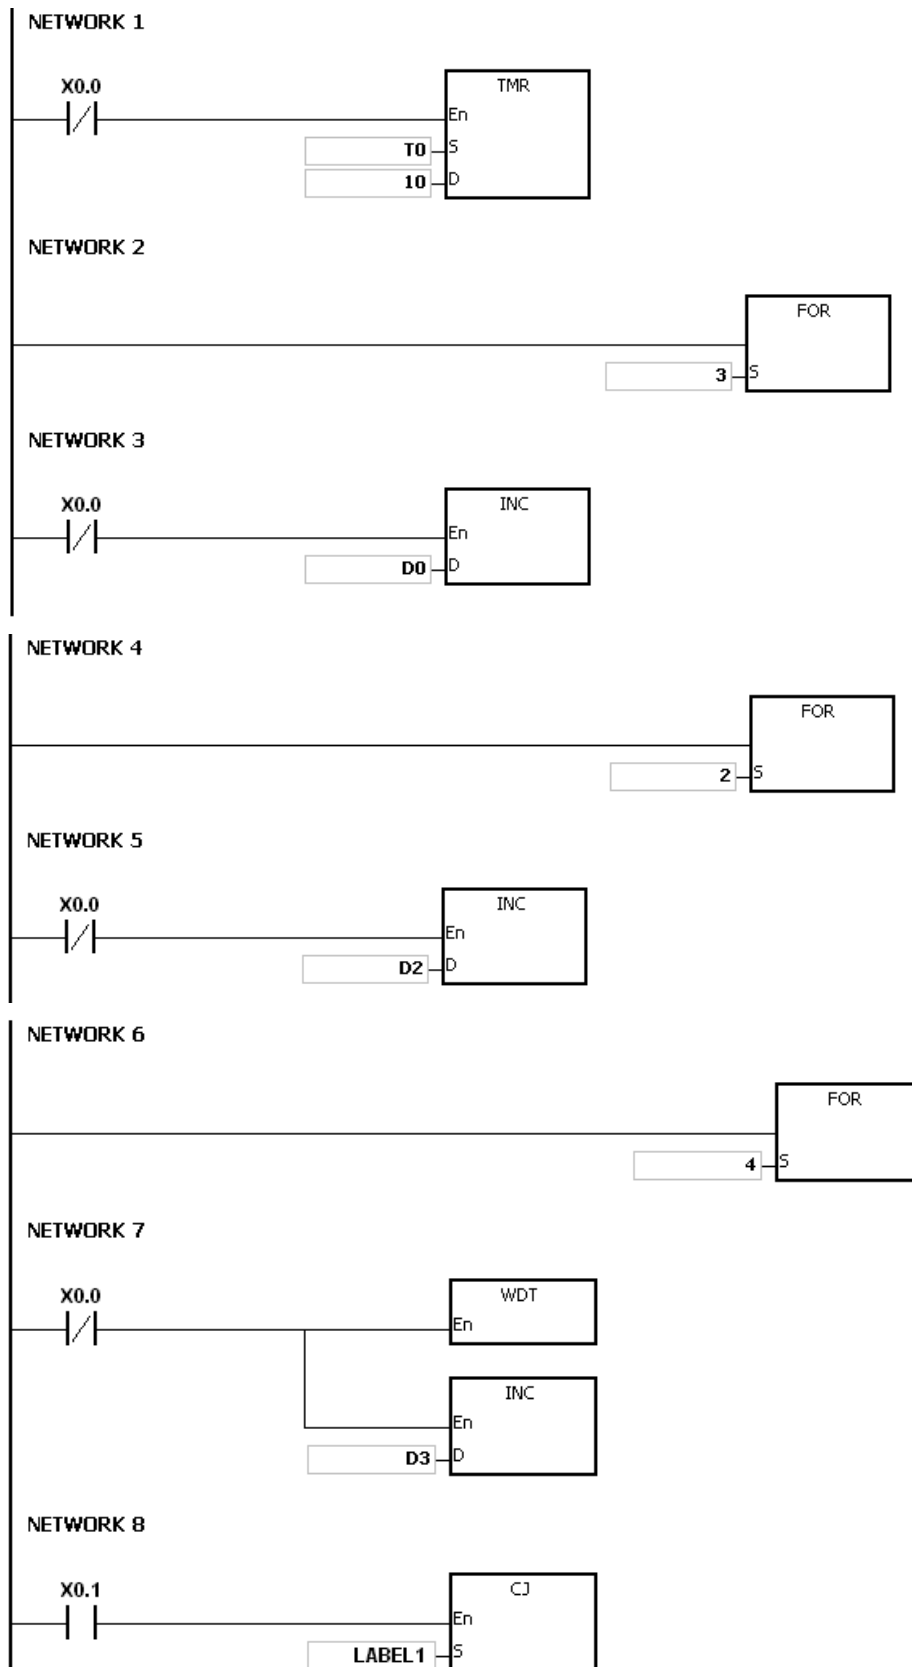 NETWORK 1
X0.0
TMR
En
T0 S
10 D
NETWORK 2
FOR
3 S
NETWORK 3
X0.0
INC
En
D0 D
NETWORK 4
FOR
2 S
NETWORK 5
X0.0
INC
En
D2 D
NETWORK 6
FOR
4 S
NETWORK 7
X0.0
WDT
En
INC
En
D3 D
NETWORK 8
X0.1
CJ
En
LABEL1 S